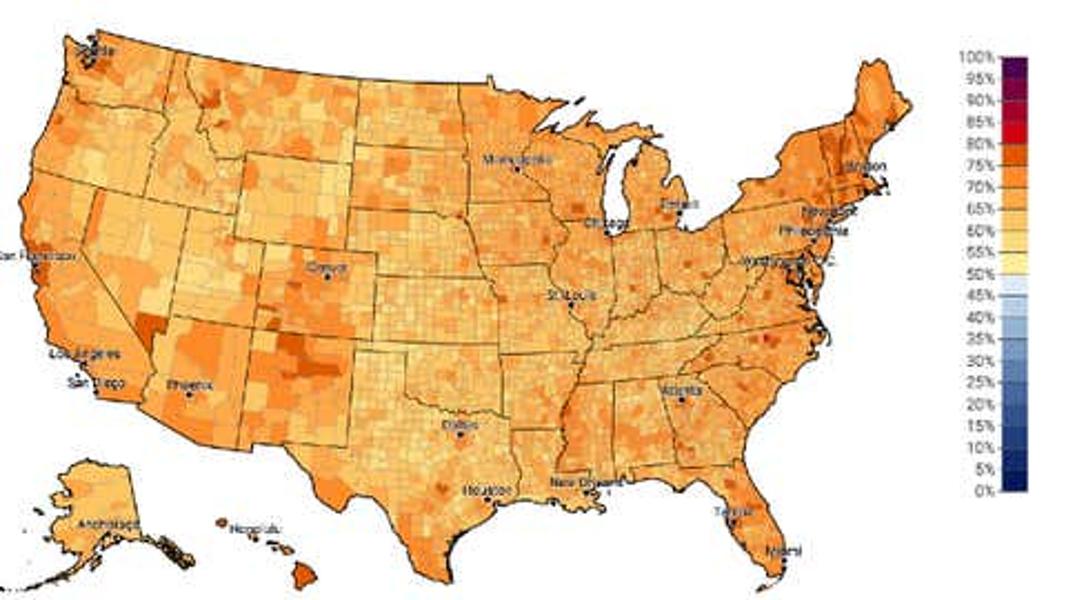 100%
95%
90%
85%
80%
75%
70%
65%
60%
55%
50%
45%
40%
35%
30%
25%
20%
15%
10%
5%
0%
Seattle
Minneapolis
Boston
Detroit
Chicago
New York
Philadelphia
San Francisco
Denver
Washington, DC
St. Louis
Los Angeles
San Diego
Phoenix
Atlanta
Dallas
Houston
New Orleans
Tampa
Anchorage
Honolulu
Miami